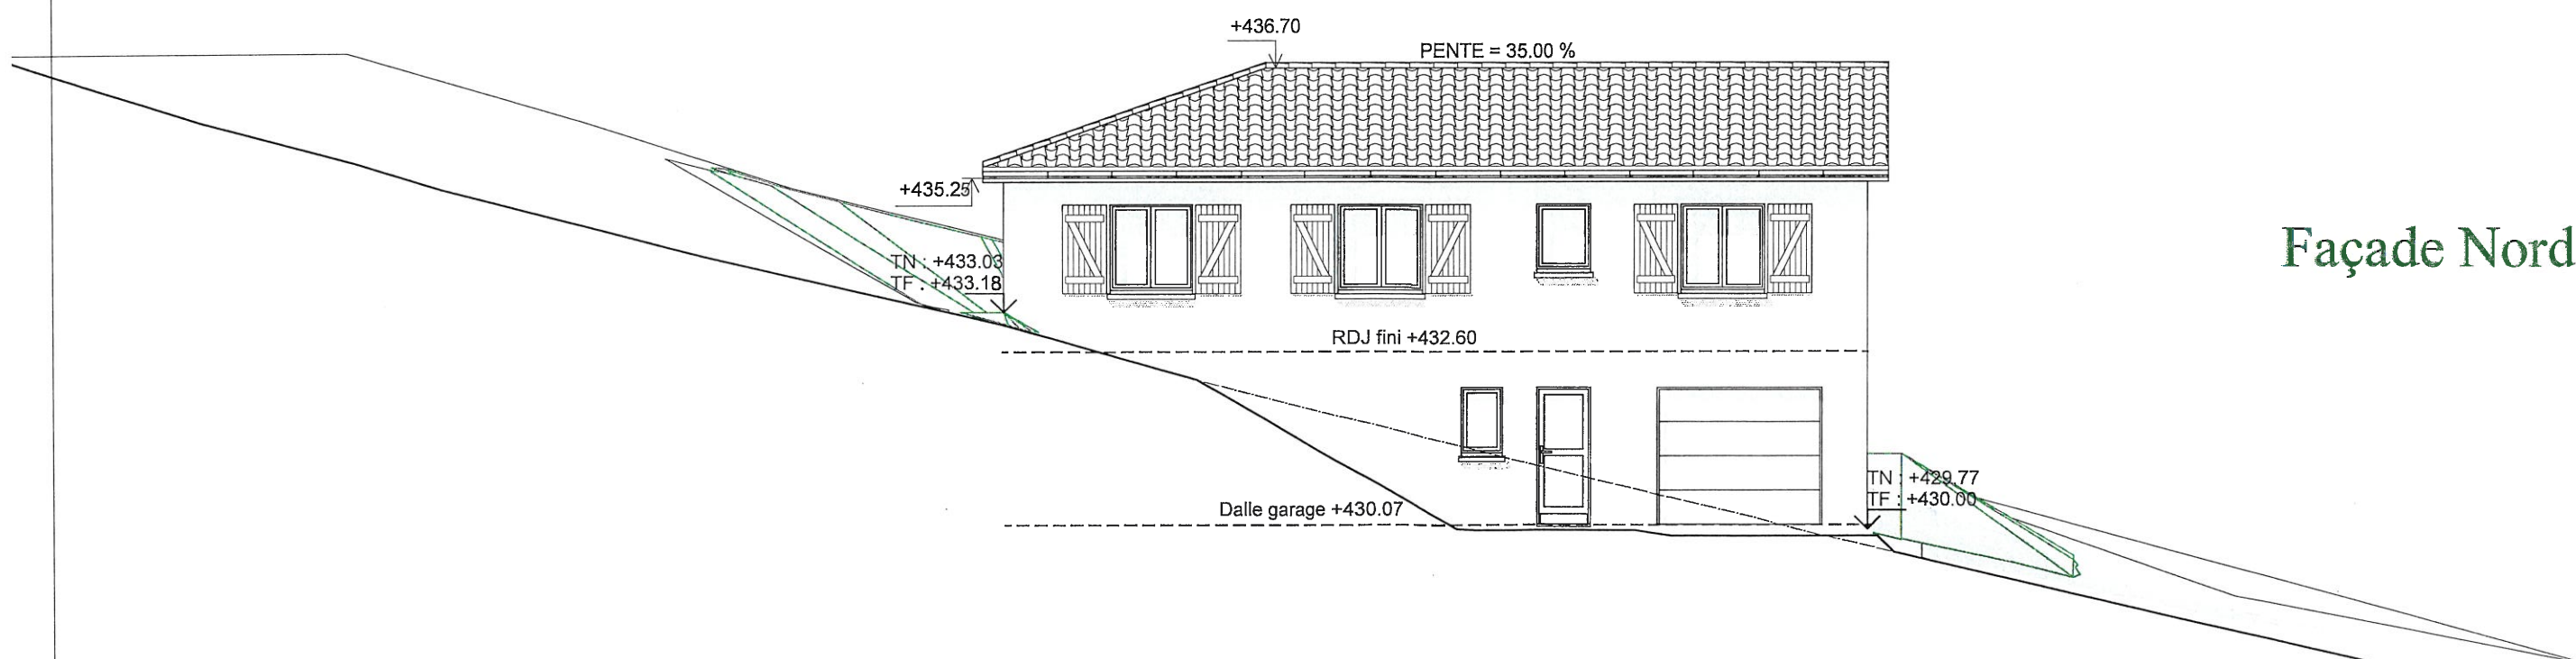 +436.70
PENTE = 35.00 %
+435.25
Façade Nord
TN : +433.03
TF : +433.18
RDJ fini +432.60
TN : +429.77
TF : +430.00
Dalle garage +430.07